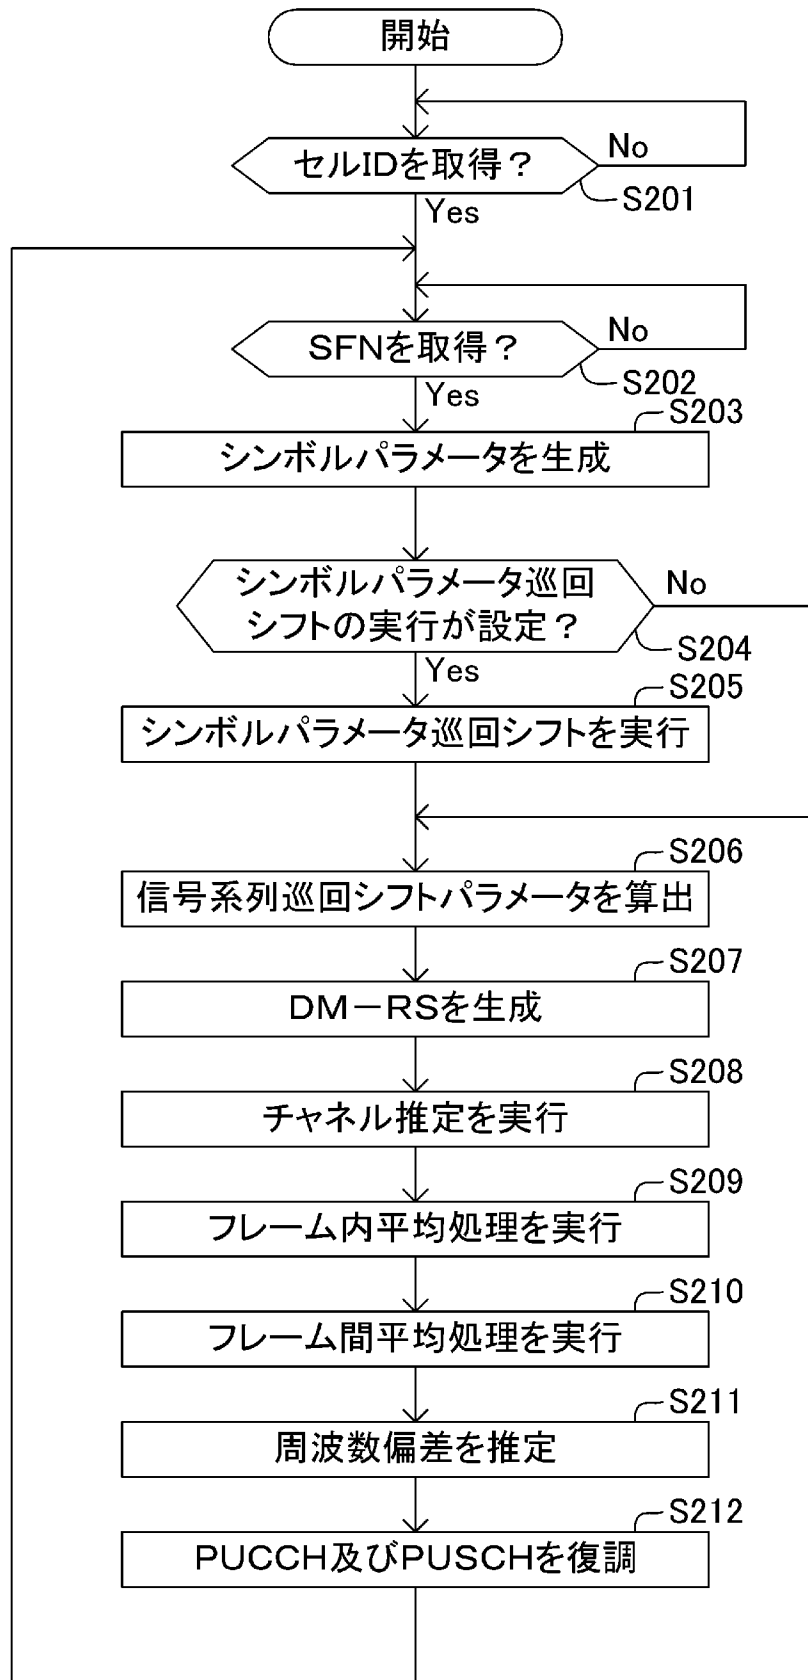 開始
セルIDを取得？
No
S201
Yes
SFNを取得？
No
S202
Yes
S203
シンボルパラメータを生成
シンボルパラメータ巡回
シフトの実行が設定？
No
S204
Yes
S205
シンボルパラメータ巡回シフトを実行
S206
信号系列巡回シフトパラメータを算出
S207
DM－RSを生成
S208
チャネル推定を実行
S209
フレーム内平均処理を実行
S210
フレーム間平均処理を実行
S211
周波数偏差を推定
S212
PUCCH及びPUSCHを復調